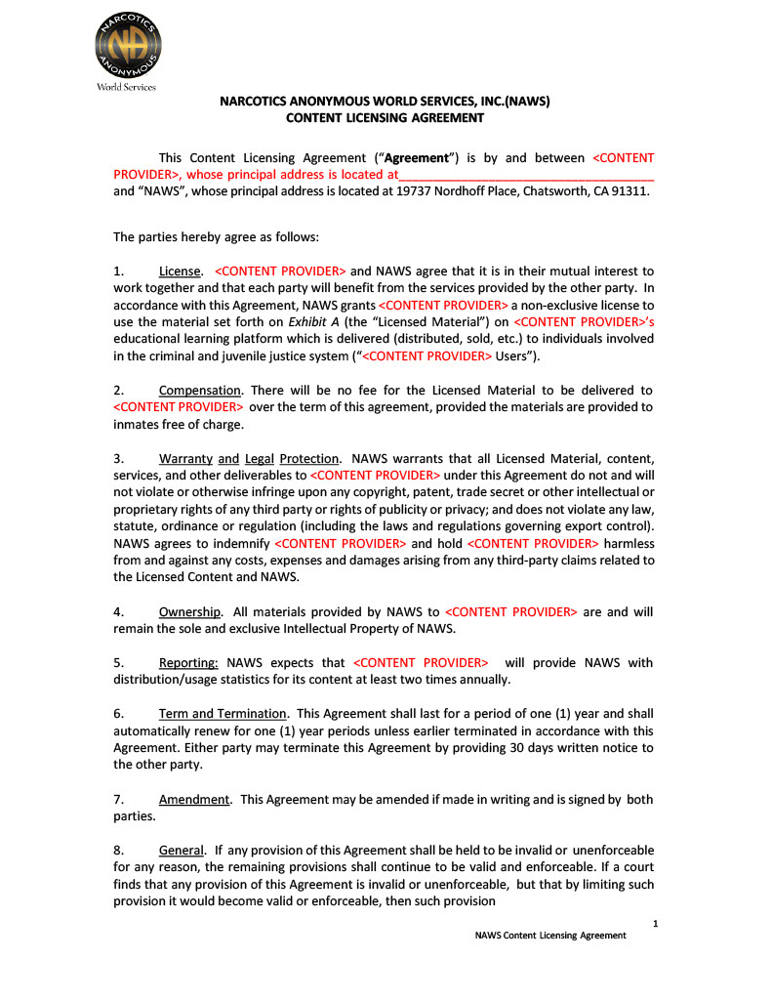 NARCOTICS
NA
ANONYMOUS
World Services
NARCOTICS ANONYMOUS WORLD SERVICES, INC.(NAWS)
CONTENT LICENSING AGREEMENT
This Content Licensing Agreement (“Agreement”) is by and between <CONTENT
PROVIDER>, whose principal address is located at______________________________________
and “NAWS”, whose principal address is located at 19737 Nordhoff Place, Chatsworth, CA 91311.
The parties hereby agree as follows:
1. License. <CONTENT PROVIDER> and NAWS agree that it is in their mutual interest to
work together and that each party will benefit from the services provided by the other party. In
accordance with this Agreement, NAWS grants <CONTENT PROVIDER> a non-exclusive license to
use the material set forth on Exhibit A (the “Licensed Material”) on <CONTENT PROVIDER>’s
educational learning platform which is delivered (distributed, sold, etc.) to individuals involved
in the criminal and juvenile justice system (“<CONTENT PROVIDER> Users”).
2. Compensation. There will be no fee for the Licensed Material to be delivered to
<CONTENT PROVIDER> over the term of this agreement, provided the materials are provided to
inmates free of charge.
3. Warranty and Legal Protection. NAWS warrants that all Licensed Material, content,
services, and other deliverables to <CONTENT PROVIDER> under this Agreement do not and will
not violate or otherwise infringe upon any copyright, patent, trade secret or other intellectual or
proprietary rights of any third party or rights of publicity or privacy; and does not violate any law,
statute, ordinance or regulation (including the laws and regulations governing export control).
NAWS agrees to indemnify <CONTENT PROVIDER> and hold <CONTENT PROVIDER> harmless
from and against any costs, expenses and damages arising from any third-party claims related to
the Licensed Content and NAWS.
4. Ownership. All materials provided by NAWS to <CONTENT PROVIDER> are and will
remain the sole and exclusive Intellectual Property of NAWS.
5. Reporting: NAWS expects that <CONTENT PROVIDER> will provide NAWS with
distribution/usage statistics for its content at least two times annually.
6. Term and Termination. This Agreement shall last for a period of one (1) year and shall
automatically renew for one (1) year periods unless earlier terminated in accordance with this
Agreement. Either party may terminate this Agreement by providing 30 days written notice to
the other party.
7. Amendment. This Agreement may be amended if made in writing and is signed by both
parties.
8. General. If any provision of this Agreement shall be held to be invalid or unenforceable
for any reason, the remaining provisions shall continue to be valid and enforceable. If a court
finds that any provision of this Agreement is invalid or unenforceable, but that by limiting such
provision it would become valid or enforceable, then such provision
1
NAWS Content Licensing Agreement